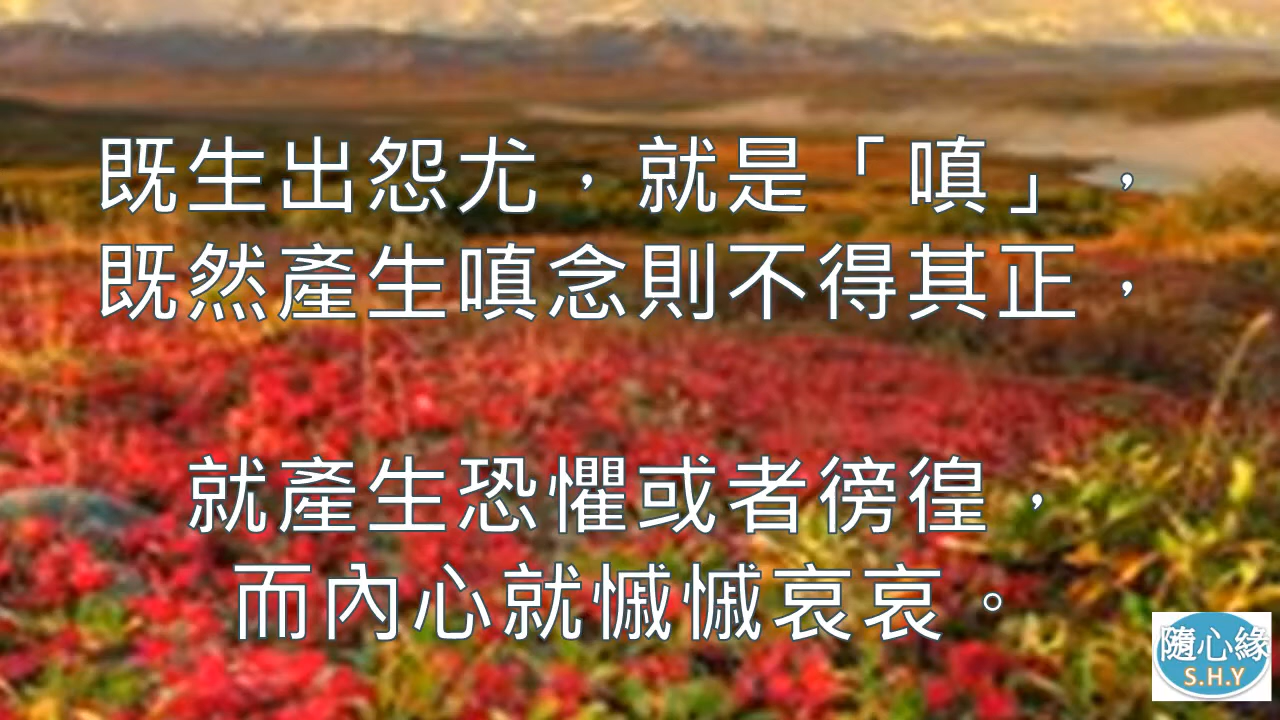 既生出怨尤，就是「嗔」，
既然產生嗔念則不得其正，
就產生恐懼或者徬徨，
而內心就慽慽哀哀。
隨心緣
S.H.Y